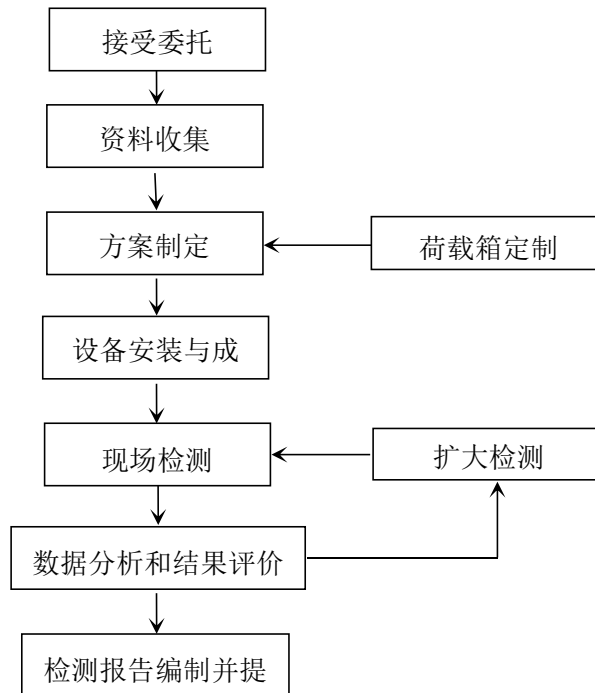 接受委托
资料收集
方案制定
荷载箱定制
设备安装与成
现场检测
扩大检测
数据分析和结果评价
检测报告编制并提